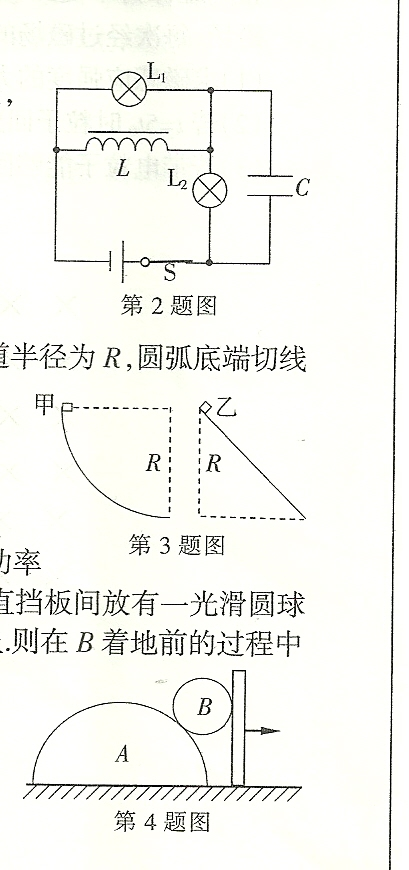 ,
L₁
L
L₂
C
S
第2题图
道半径为R,圆弧底端切线
甲
乙
R
R
第3题图
功率
直挡板间放有一光滑圆球
.则在B着地前的过程中
B
A
第4题图